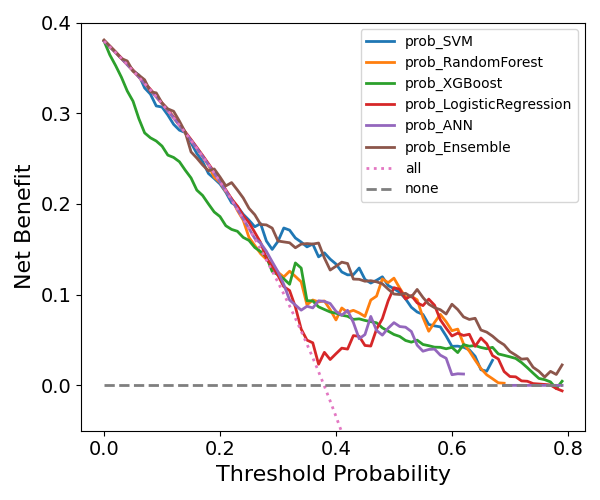 prob_SVM
prob_RandomForest
prob_XGBoost
prob_LogisticRegression
prob_ANN
prob_Ensemble
all
none
Net Benefit
0.4
0.3
0.2
0.1
0.0
0.0 0.2 0.4 0.6 0.8
Threshold Probability